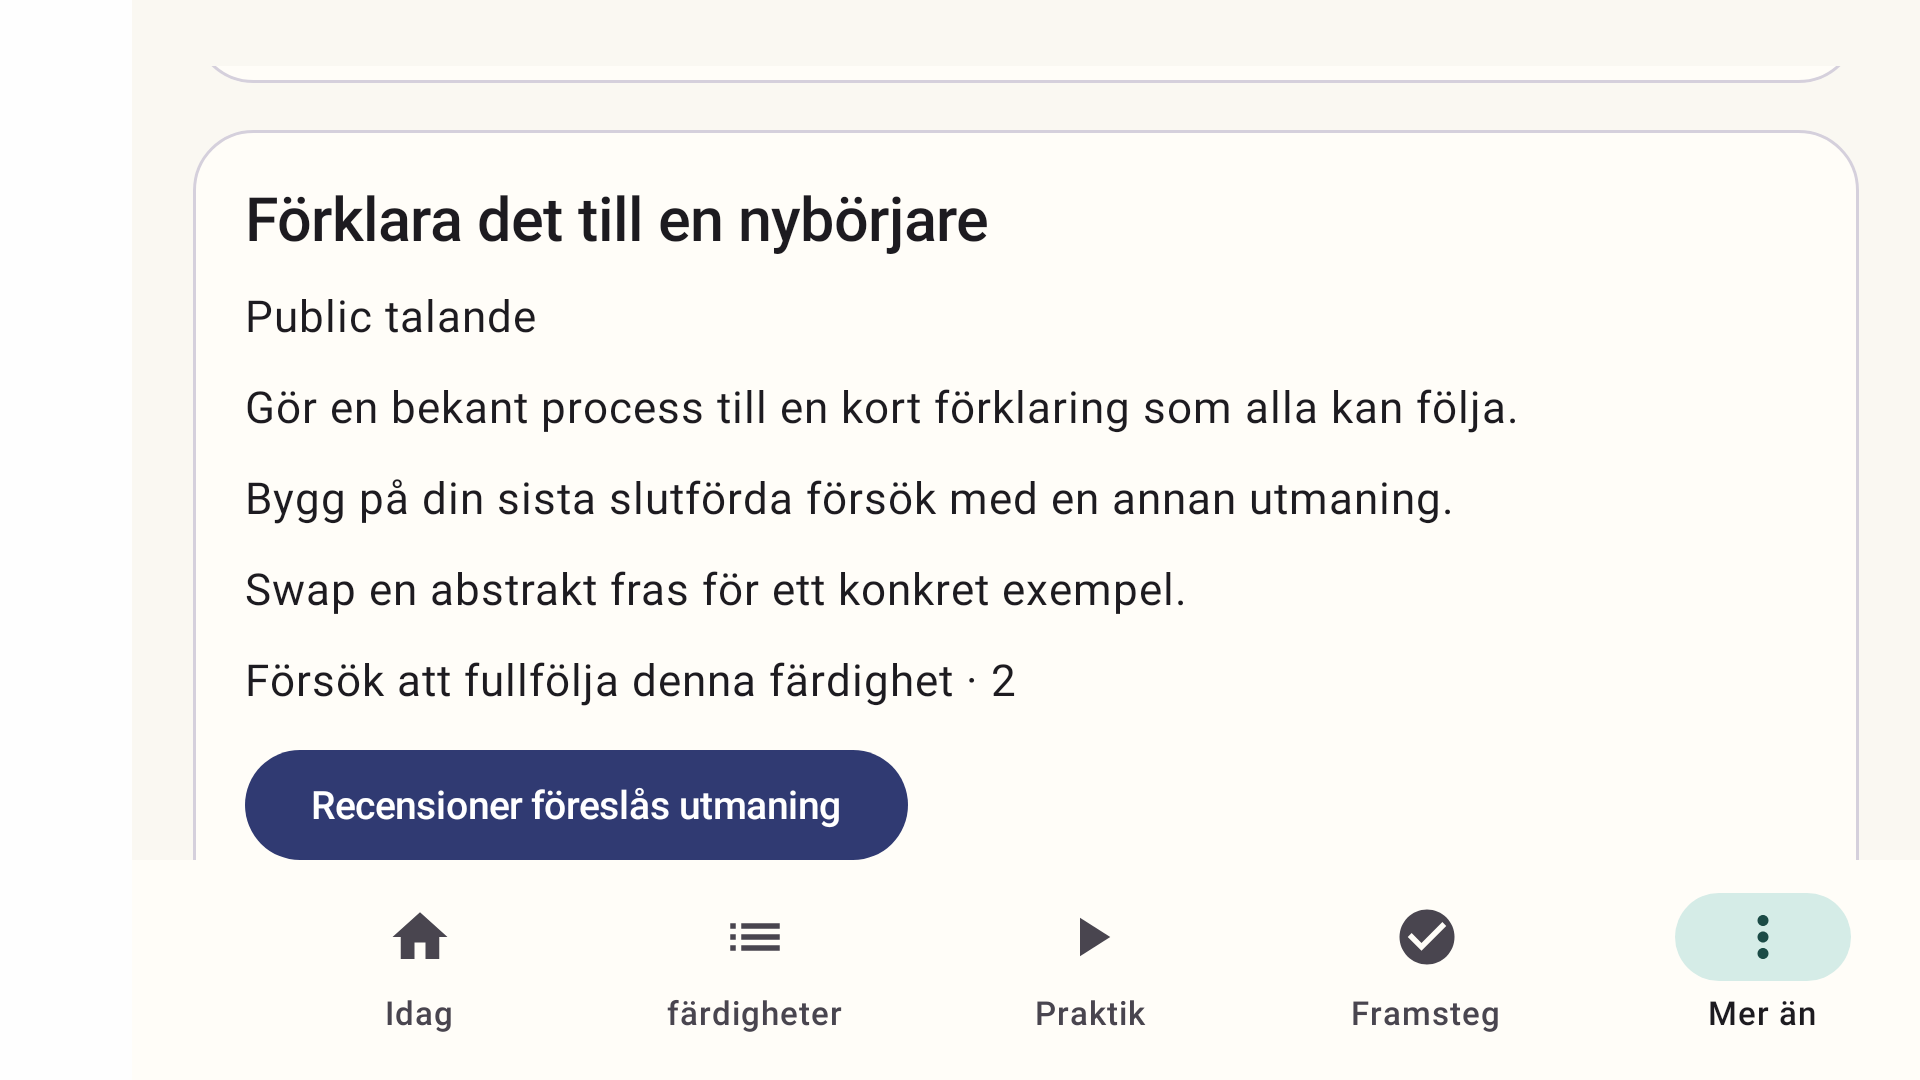 Förklara det till en nybörjare
Public talande
Gör en bekant process till en kort förklaring som alla kan följa.
Bygg på din sista slutförda försök med en annan utmaning.
Swap en abstrakt fras för ett konkret exempel.
Försök att fullfölja denna färdighet · 2
Recensioner föreslås utmaning
Idag
färdigheter
Praktik
Framsteg
Mer än